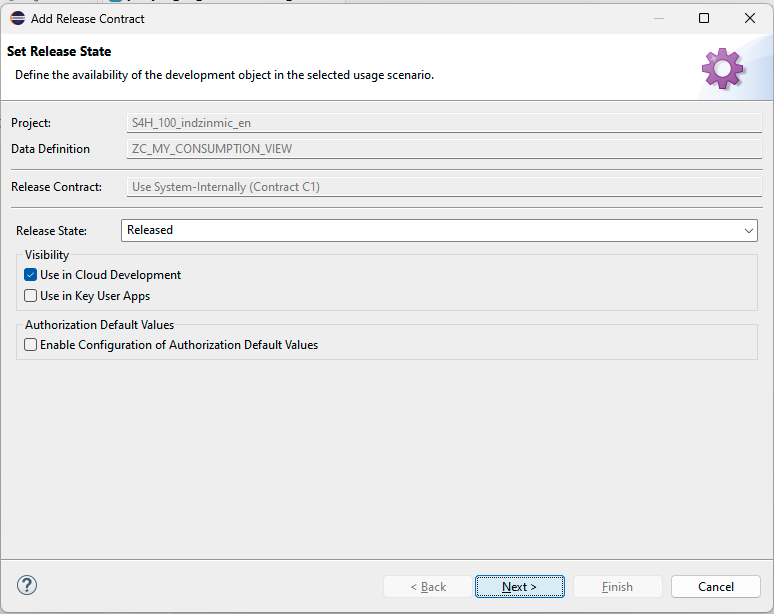 Add Release Contract
Set Release State
Define the availability of the development object in the selected usage scenario.
Project: S4H_100_indzinmic_en
Data Definition ZC_MY_CONSUMPTION_VIEW
Release Contract: Use System-Internally (Contract C1)
Release State: Released
Visibility
Use in Cloud Development
Use in Key User Apps
Authorization Default Values
Enable Configuration of Authorization Default Values
? < Back Next > Finish Cancel